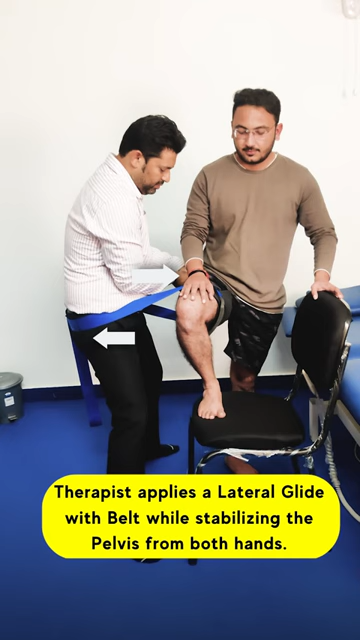 Therapist applies a Lateral Glide
with Belt while stabilizing the
Pelvis from both hands.